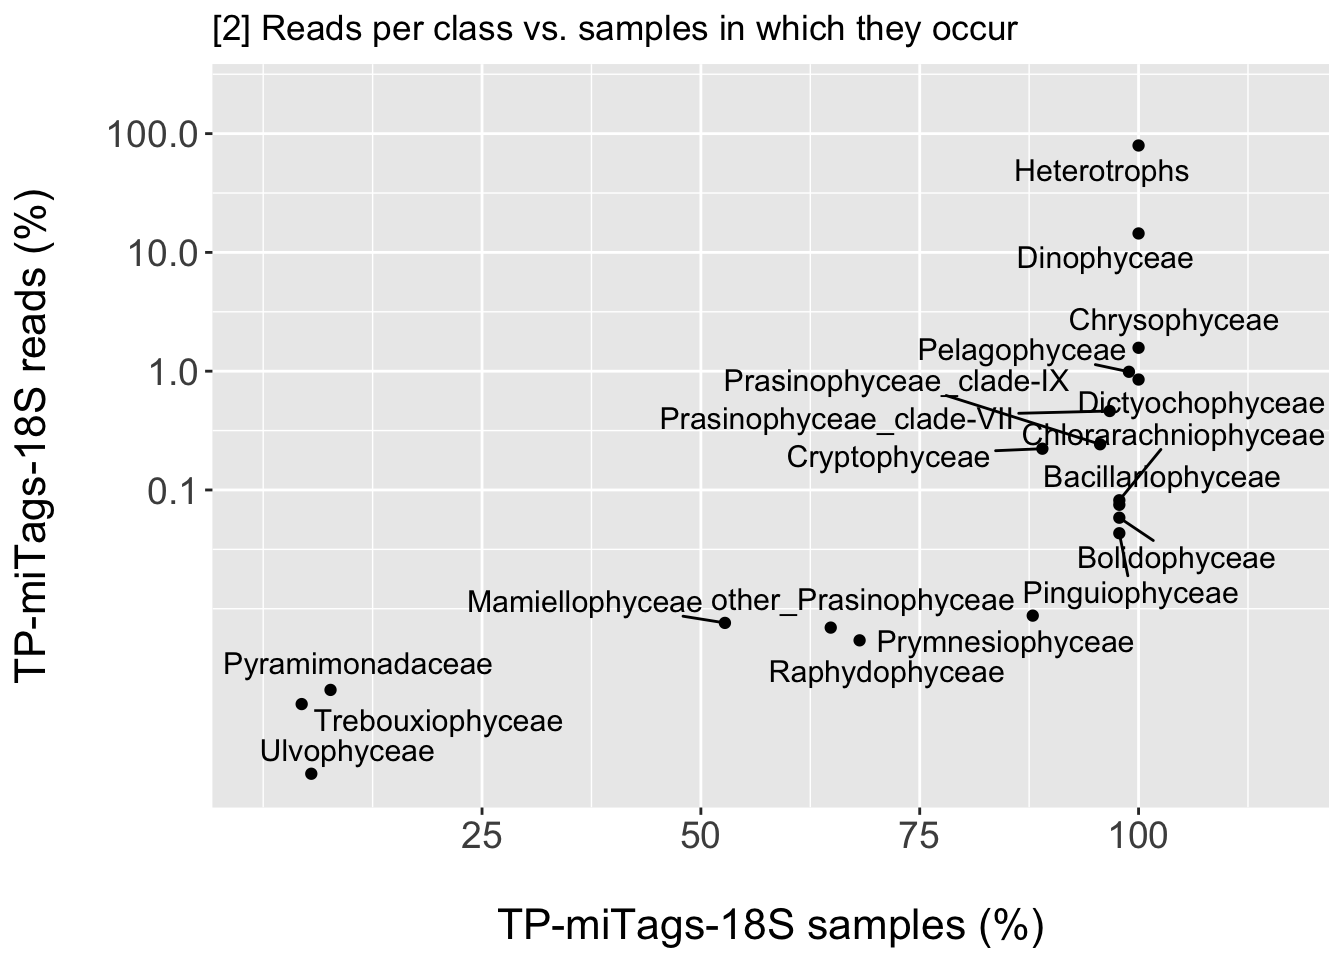 [2] Reads per class vs. samples in which they occur
TP-miTags-18S reads (%)
100.0
10.0
1.0
0.1
Heterotrophs
Dinophyceae
Chrysophyceae
Pelagophyceae
Prasinophyceae_clade-IX
Dictyochophyceae
Prasinophyceae_clade-VII
Chlorarachniophyceae
Cryptophyceae
Bacillariophyceae
Bolidophyceae
Pinguiophyceae
Mamiellophyceae
other_Prasinophyceae
Prymnesiophyceae
Raphydophyceae
Pyramimonadaceae
Trebouxiophyceae
Ulvophyceae
25
50
75
100
TP-miTags-18S samples (%)